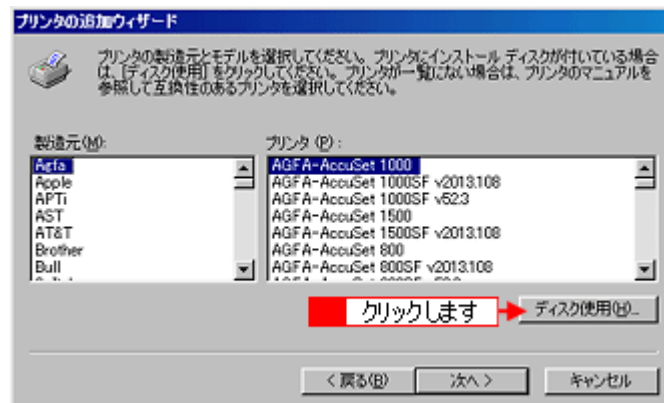 プリンタの追加ウィザード
プリンタの製造元とモデルを選択してください。プリンタにインストール ディスクが付いている場合
は、[ディスク使用] をクリックしてください。プリンタが一覧にない場合は、プリンタのマニュアルを
参照して互換性のあるプリンタを選択してください。
製造元(M):
Agfa
Apple
APTi
AST
AT&T
Brother
Bull
プリンタ (P) :
AGFA-AccuSet 1000
AGFA-AccuSet 1000SF v2013.108
AGFA-AccuSet 1000SF v52.3
AGFA-AccuSet 1500
AGFA-AccuSet 1500SF v2013.108
AGFA-AccuSet 800
AGFA-AccuSet 800SF v2013.108
クリックします
ディスク使用(H)...
< 戻る(B)
次へ >
キャンセル